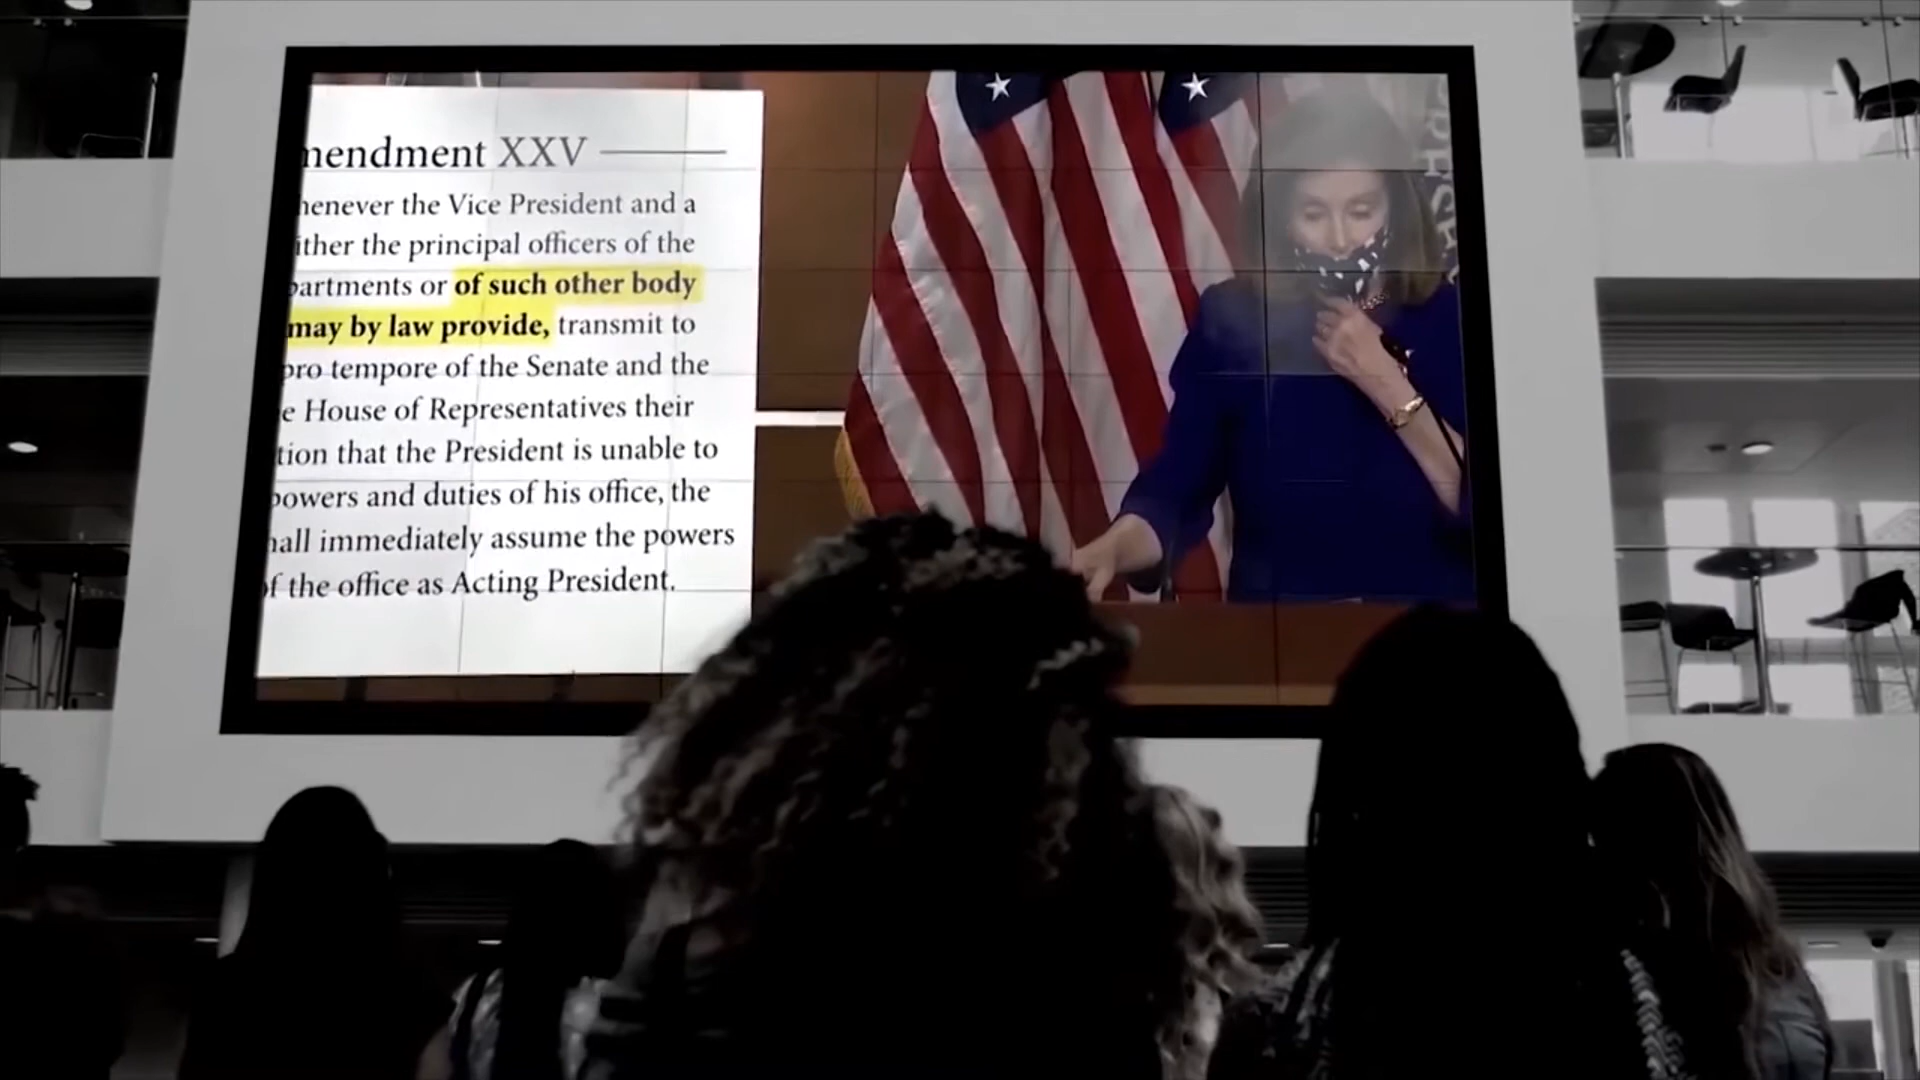 nendment XXV
henever the Vice President and a
ither the principal officers of the
partments or of such other body
may by law provide, transmit to
pro tempore of the Senate and the
e House of Representatives their
tion that the President is unable to
powers and duties of his office, the
hall immediately assume the powers
of the office as Acting President.